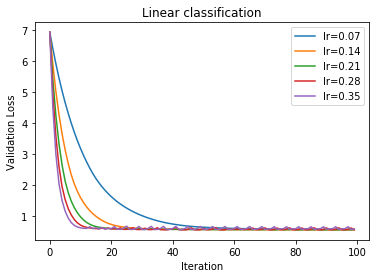 Linear classification
7
6
5
4
3
2
1
Validation Loss
lr=0.07
lr=0.14
lr=0.21
lr=0.28
lr=0.35
0 20 40 60 80 100
Iteration